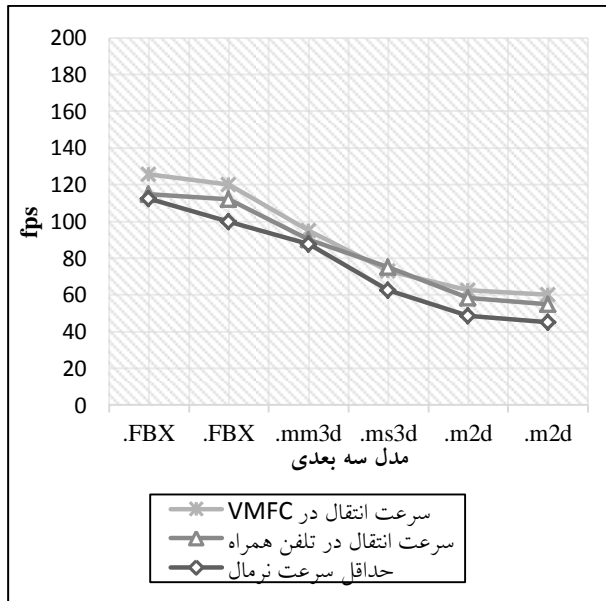 200
180
160
140
120
100
80
60
40
20
0
fps
.FBX .FBX .mm3d .ms3d .m2d .m2d
مدل سه بعدی
سرعت انتقال در VMFC
سرعت انتقال در تلفن همراه
حداقل سرعت نرمال